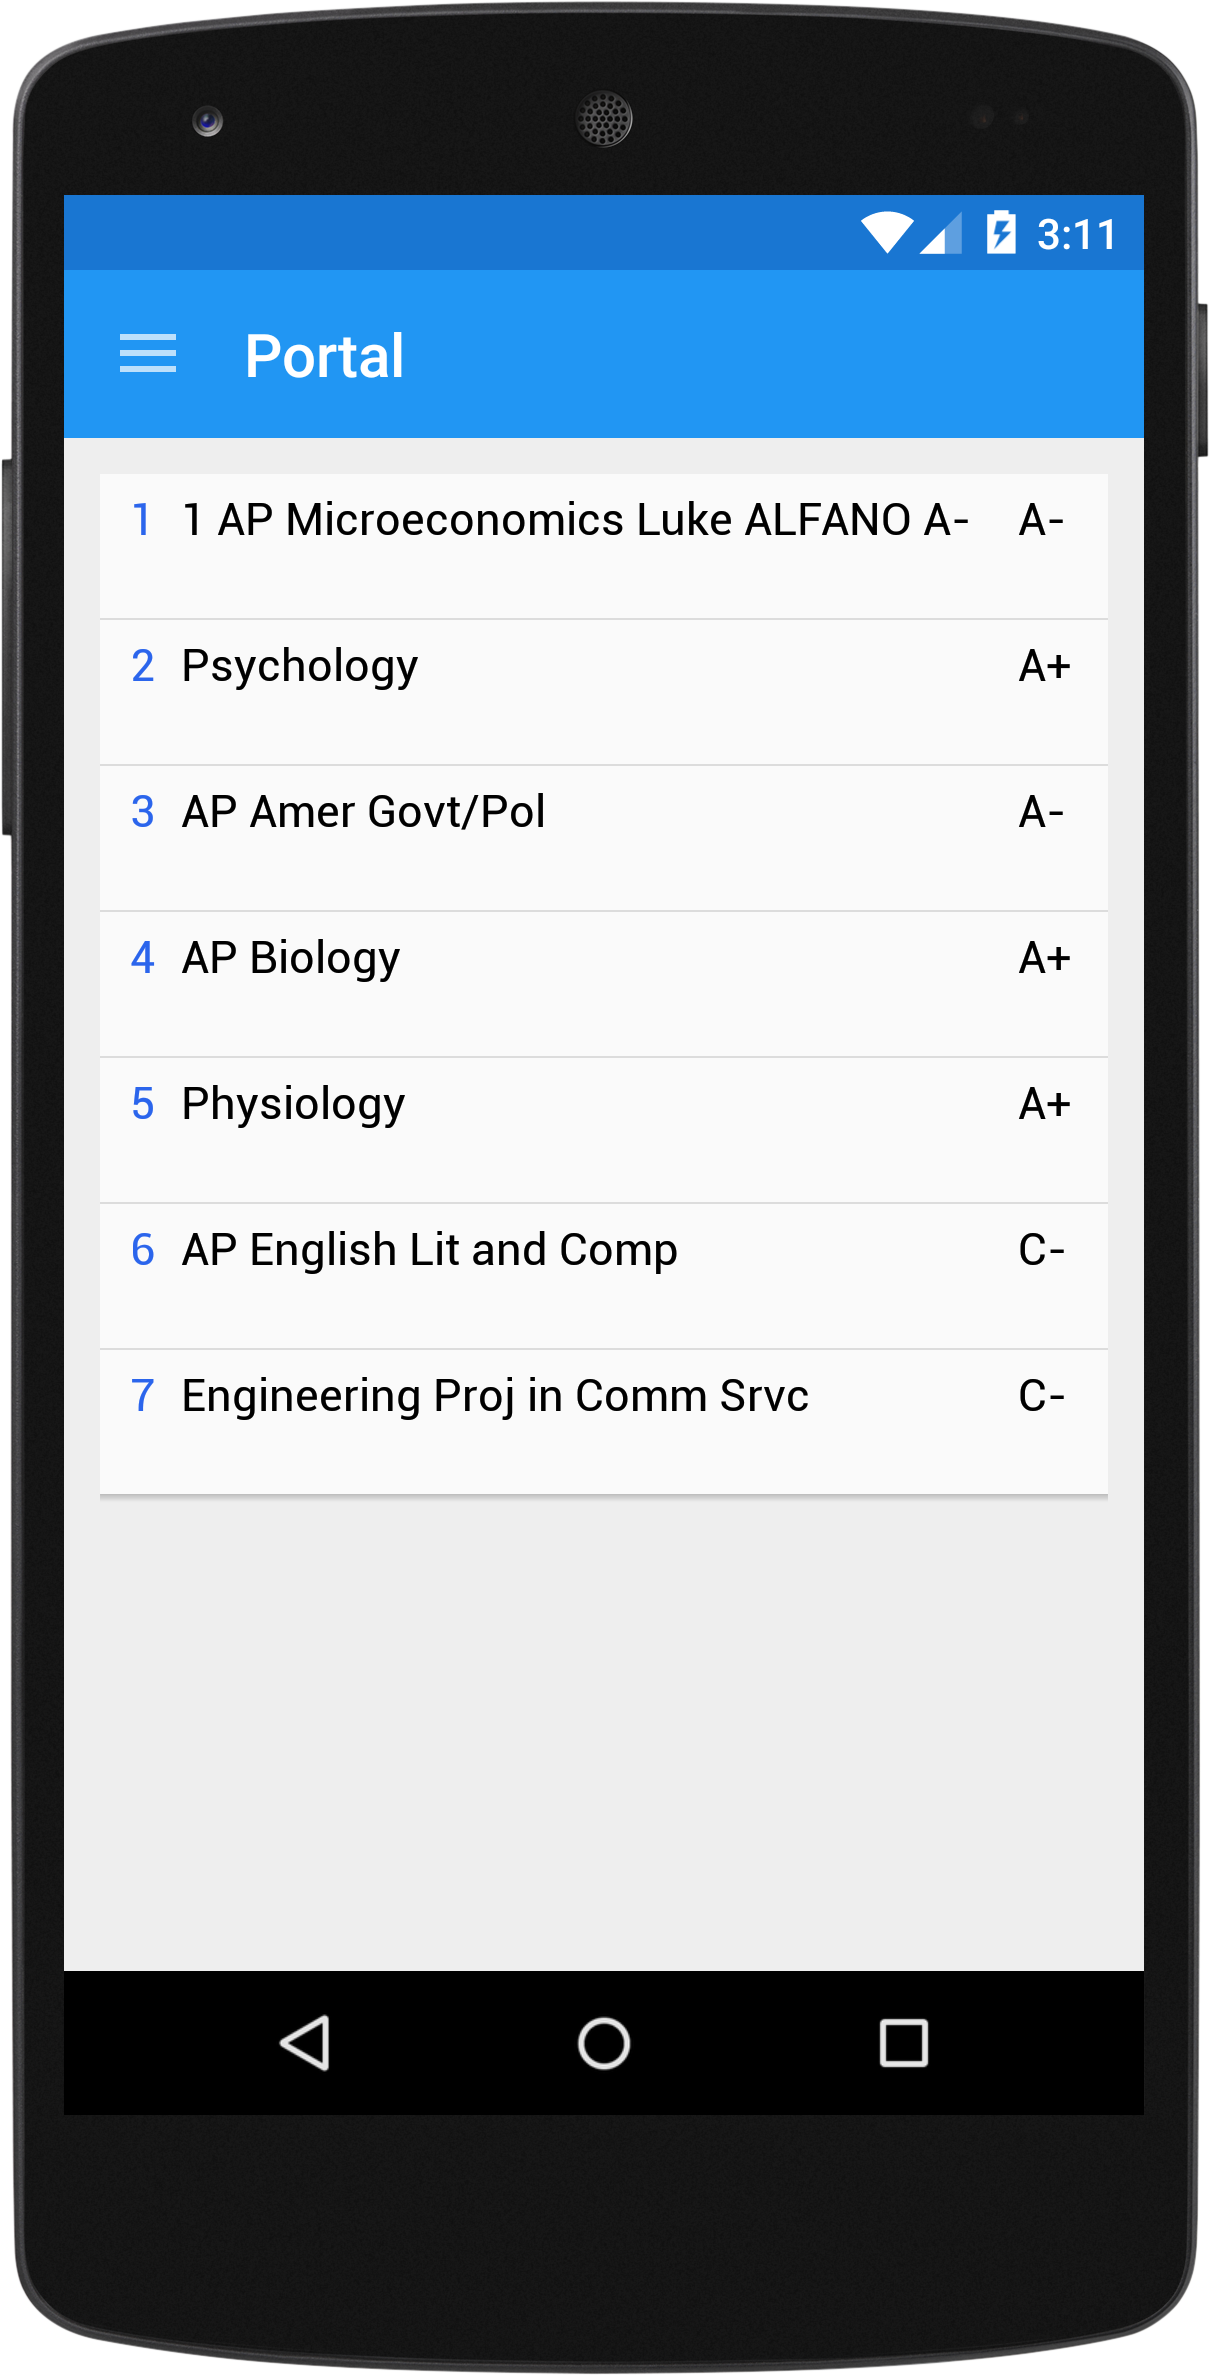 3:11
Portal
1 1 AP Microeconomics Luke ALFANO A- A-
2 Psychology A+
3 AP Amer Govt/Pol A-
4 AP Biology A+
5 Physiology A+
6 AP English Lit and Comp C-
7 Engineering Proj in Comm Srvc C-